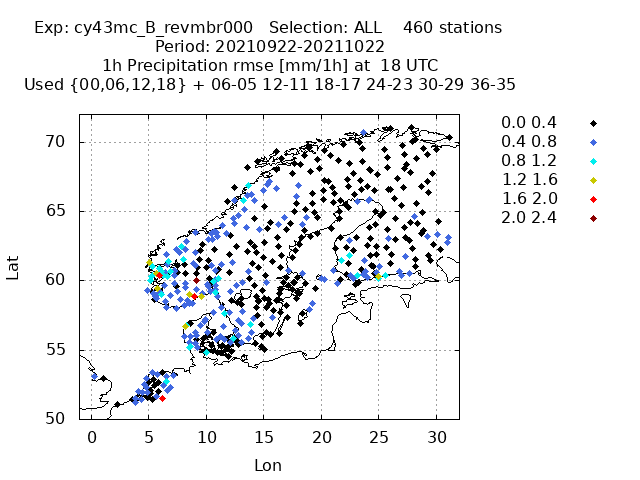 Exp: cy43mc_B_revmbr000   Selection: ALL    460 stations
Period: 20210922-20211022
1h Precipitation rmse [mm/1h] at  18 UTC
Used {00,06,12,18} + 06-05 12-11 18-17 24-23 30-29 36-35
0.0 0.4
0.4 0.8
0.8 1.2
1.2 1.6
1.6 2.0
2.0 2.4
70
65
60
55
50
Lat
0 5 10 15 20 25 30
Lon